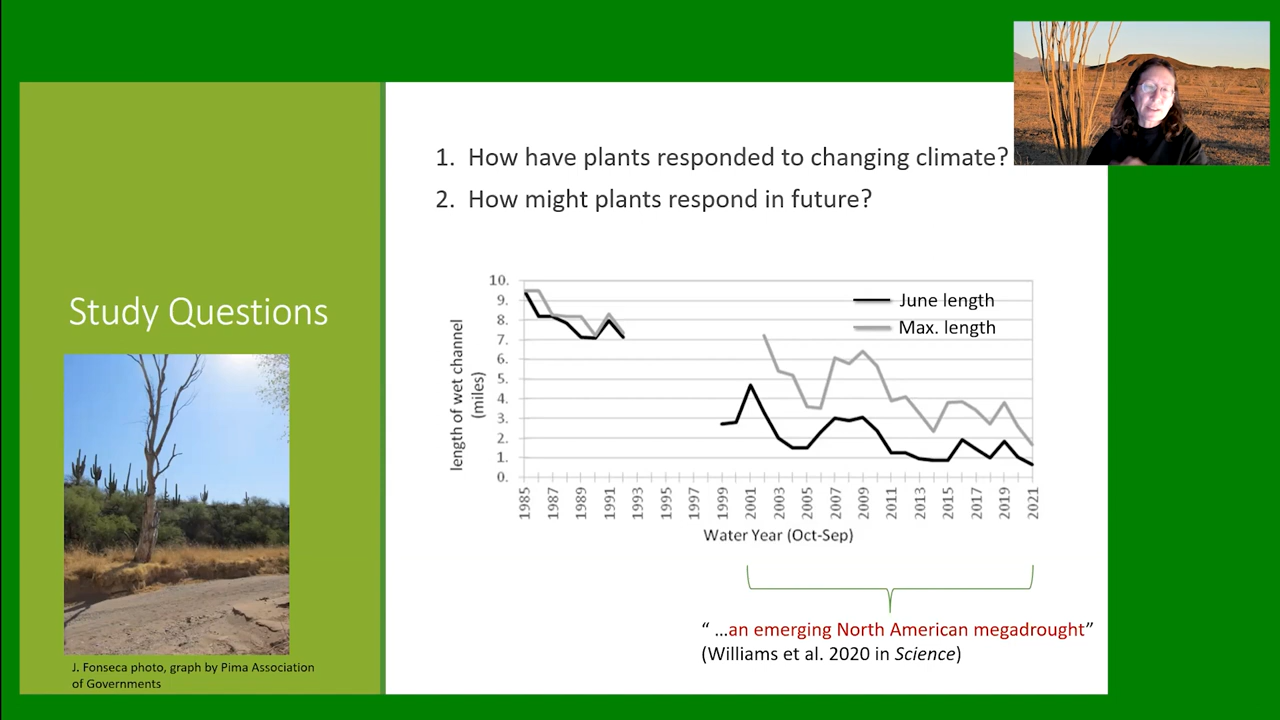 Study Questions
J. Fonseca photo, graph by Pima Association
of Governments
1. How have plants responded to changing climate?
2. How might plants respond in future?
length of wet channel
(miles)
10.
9.
8.
7.
6.
5.
4.
3.
2.
1.
0.
June length
Max. length
1985
1987
1989
1991
1993
1995
1997
1999
2001
2003
2005
2007
2009
2011
2013
2015
2017
2019
2021
Water Year (Oct-Sep)
“ …an emerging North American megadrought”
(Williams et al. 2020 in Science)